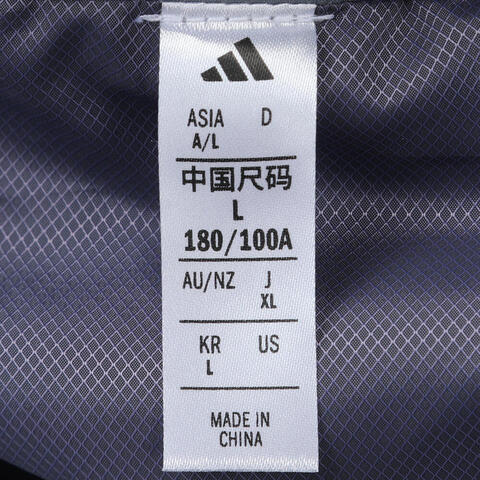 ASIA D
A/L
中国尺码
L
180/100A
AU/NZ J
XL
KR US
L
MADE IN
CHINA